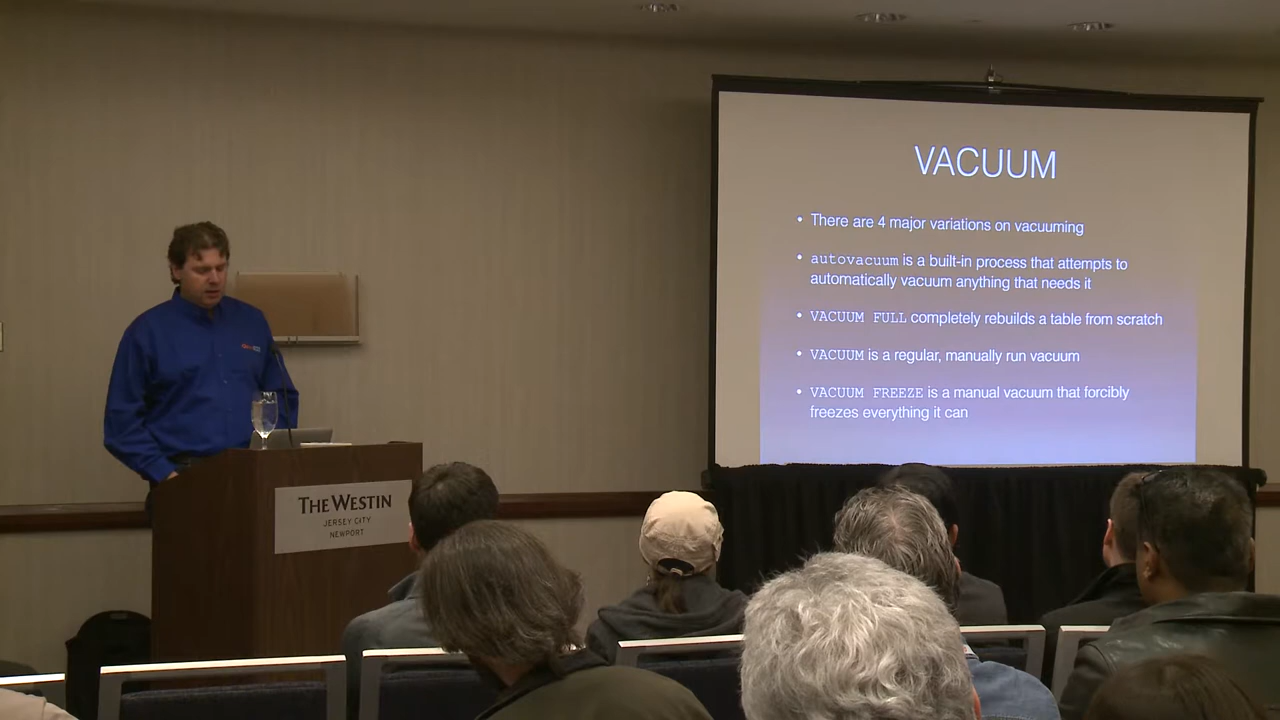 VACUUM
• There are 4 major variations on vacuuming
• autovacuum is a built-in process that attempts to
automatically vacuum anything that needs it
• VACUUM FULL completely rebuilds a table from scratch
• VACUUM is a regular, manually run vacuum
• VACUUM FREEZE is a manual vacuum that forcibly
freezes everything it can
THE WESTIN
JERSEY CITY
NEWPORT